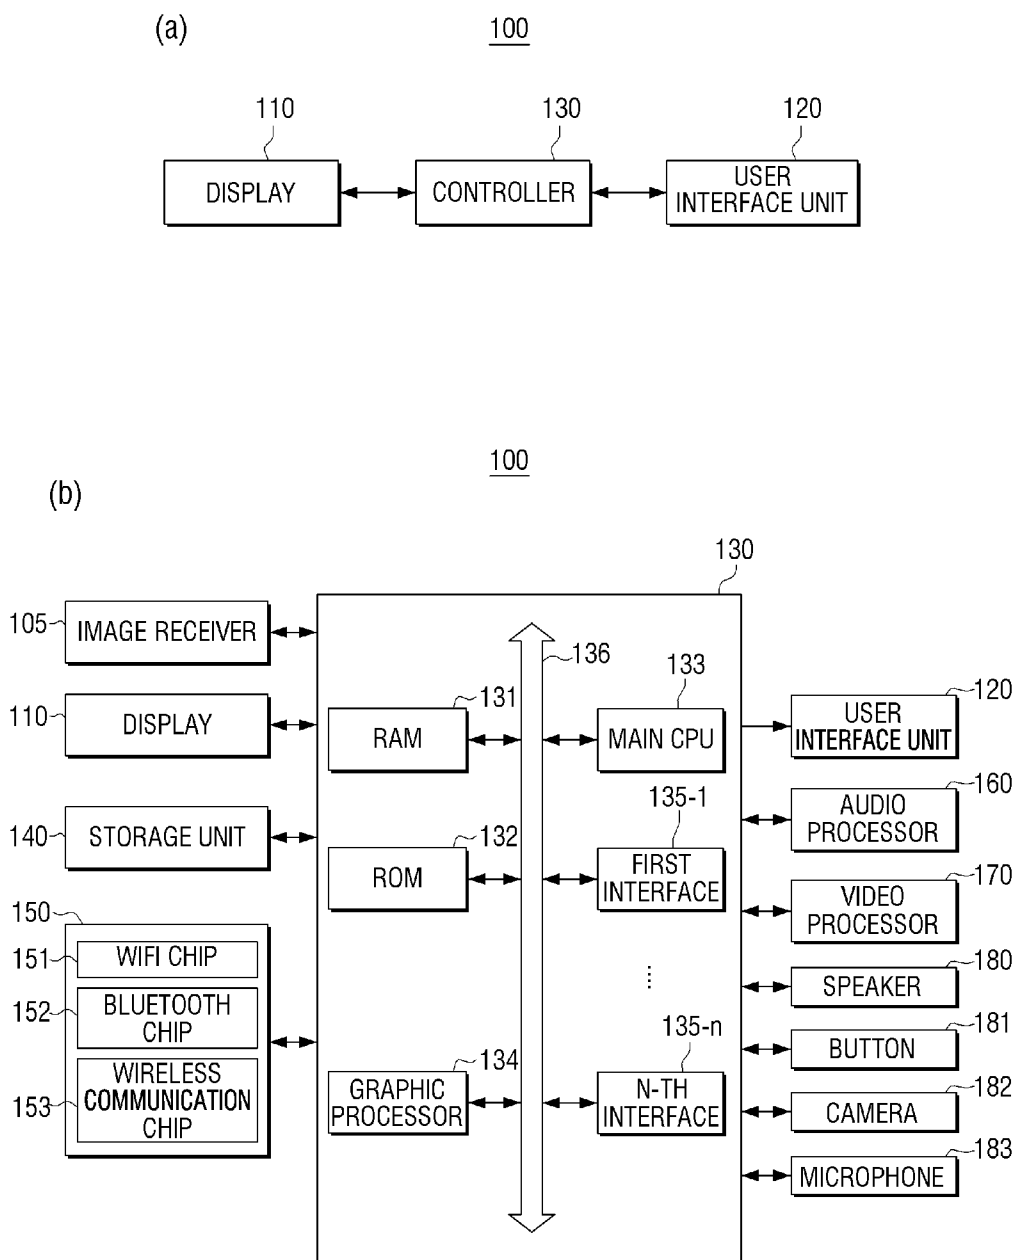 (a)
100
110
130
120
DISPLAY
CONTROLLER
USER
INTERFACE UNIT
100
(b)
130
105
IMAGE RECEIVER
110
DISPLAY
140
STORAGE UNIT
150
151
WIFI CHIP
152
BLUETOOTH
CHIP
153
WIRELESS
COMMUNICATION
CHIP
136
131
RAM
132
ROM
134
GRAPHIC
PROCESSOR
133
MAIN CPU
135-1
FIRST
INTERFACE
135-n
N-TH
INTERFACE
120
USER
INTERFACE UNIT
160
AUDIO
PROCESSOR
170
VIDEO
PROCESSOR
180
SPEAKER
181
BUTTON
182
CAMERA
183
MICROPHONE